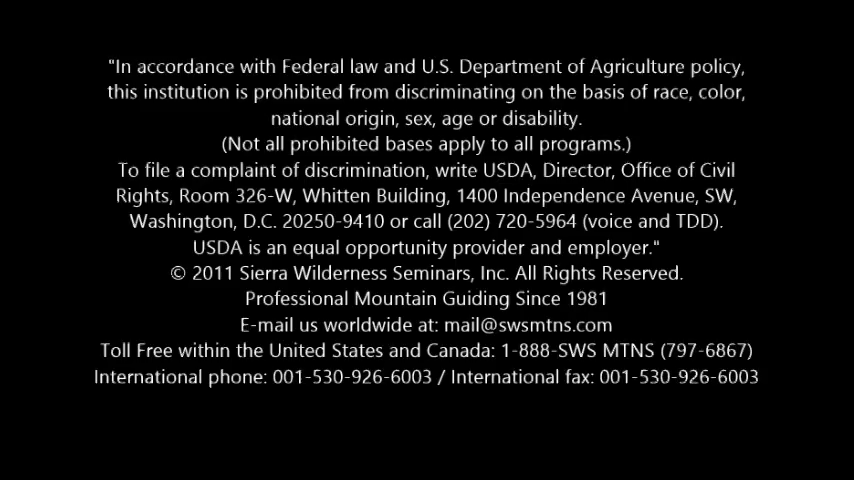 "In accordance with Federal law and U.S. Department of Agriculture policy,
this institution is prohibited from discriminating on the basis of race, color,
national origin, sex, age or disability.
(Not all prohibited bases apply to all programs.)
To file a complaint of discrimination, write USDA, Director, Office of Civil
Rights, Room 326-W, Whitten Building, 1400 Independence Avenue, SW,
Washington, D.C. 20250-9410 or call (202) 720-5964 (voice and TDD).
USDA is an equal opportunity provider and employer."
© 2011 Sierra Wilderness Seminars, Inc. All Rights Reserved.
Professional Mountain Guiding Since 1981
E-mail us worldwide at: mail@swsmtns.com
Toll Free within the United States and Canada: 1-888-SWS MTNS (797-6867)
International phone: 001-530-926-6003 / International fax: 001-530-926-6003